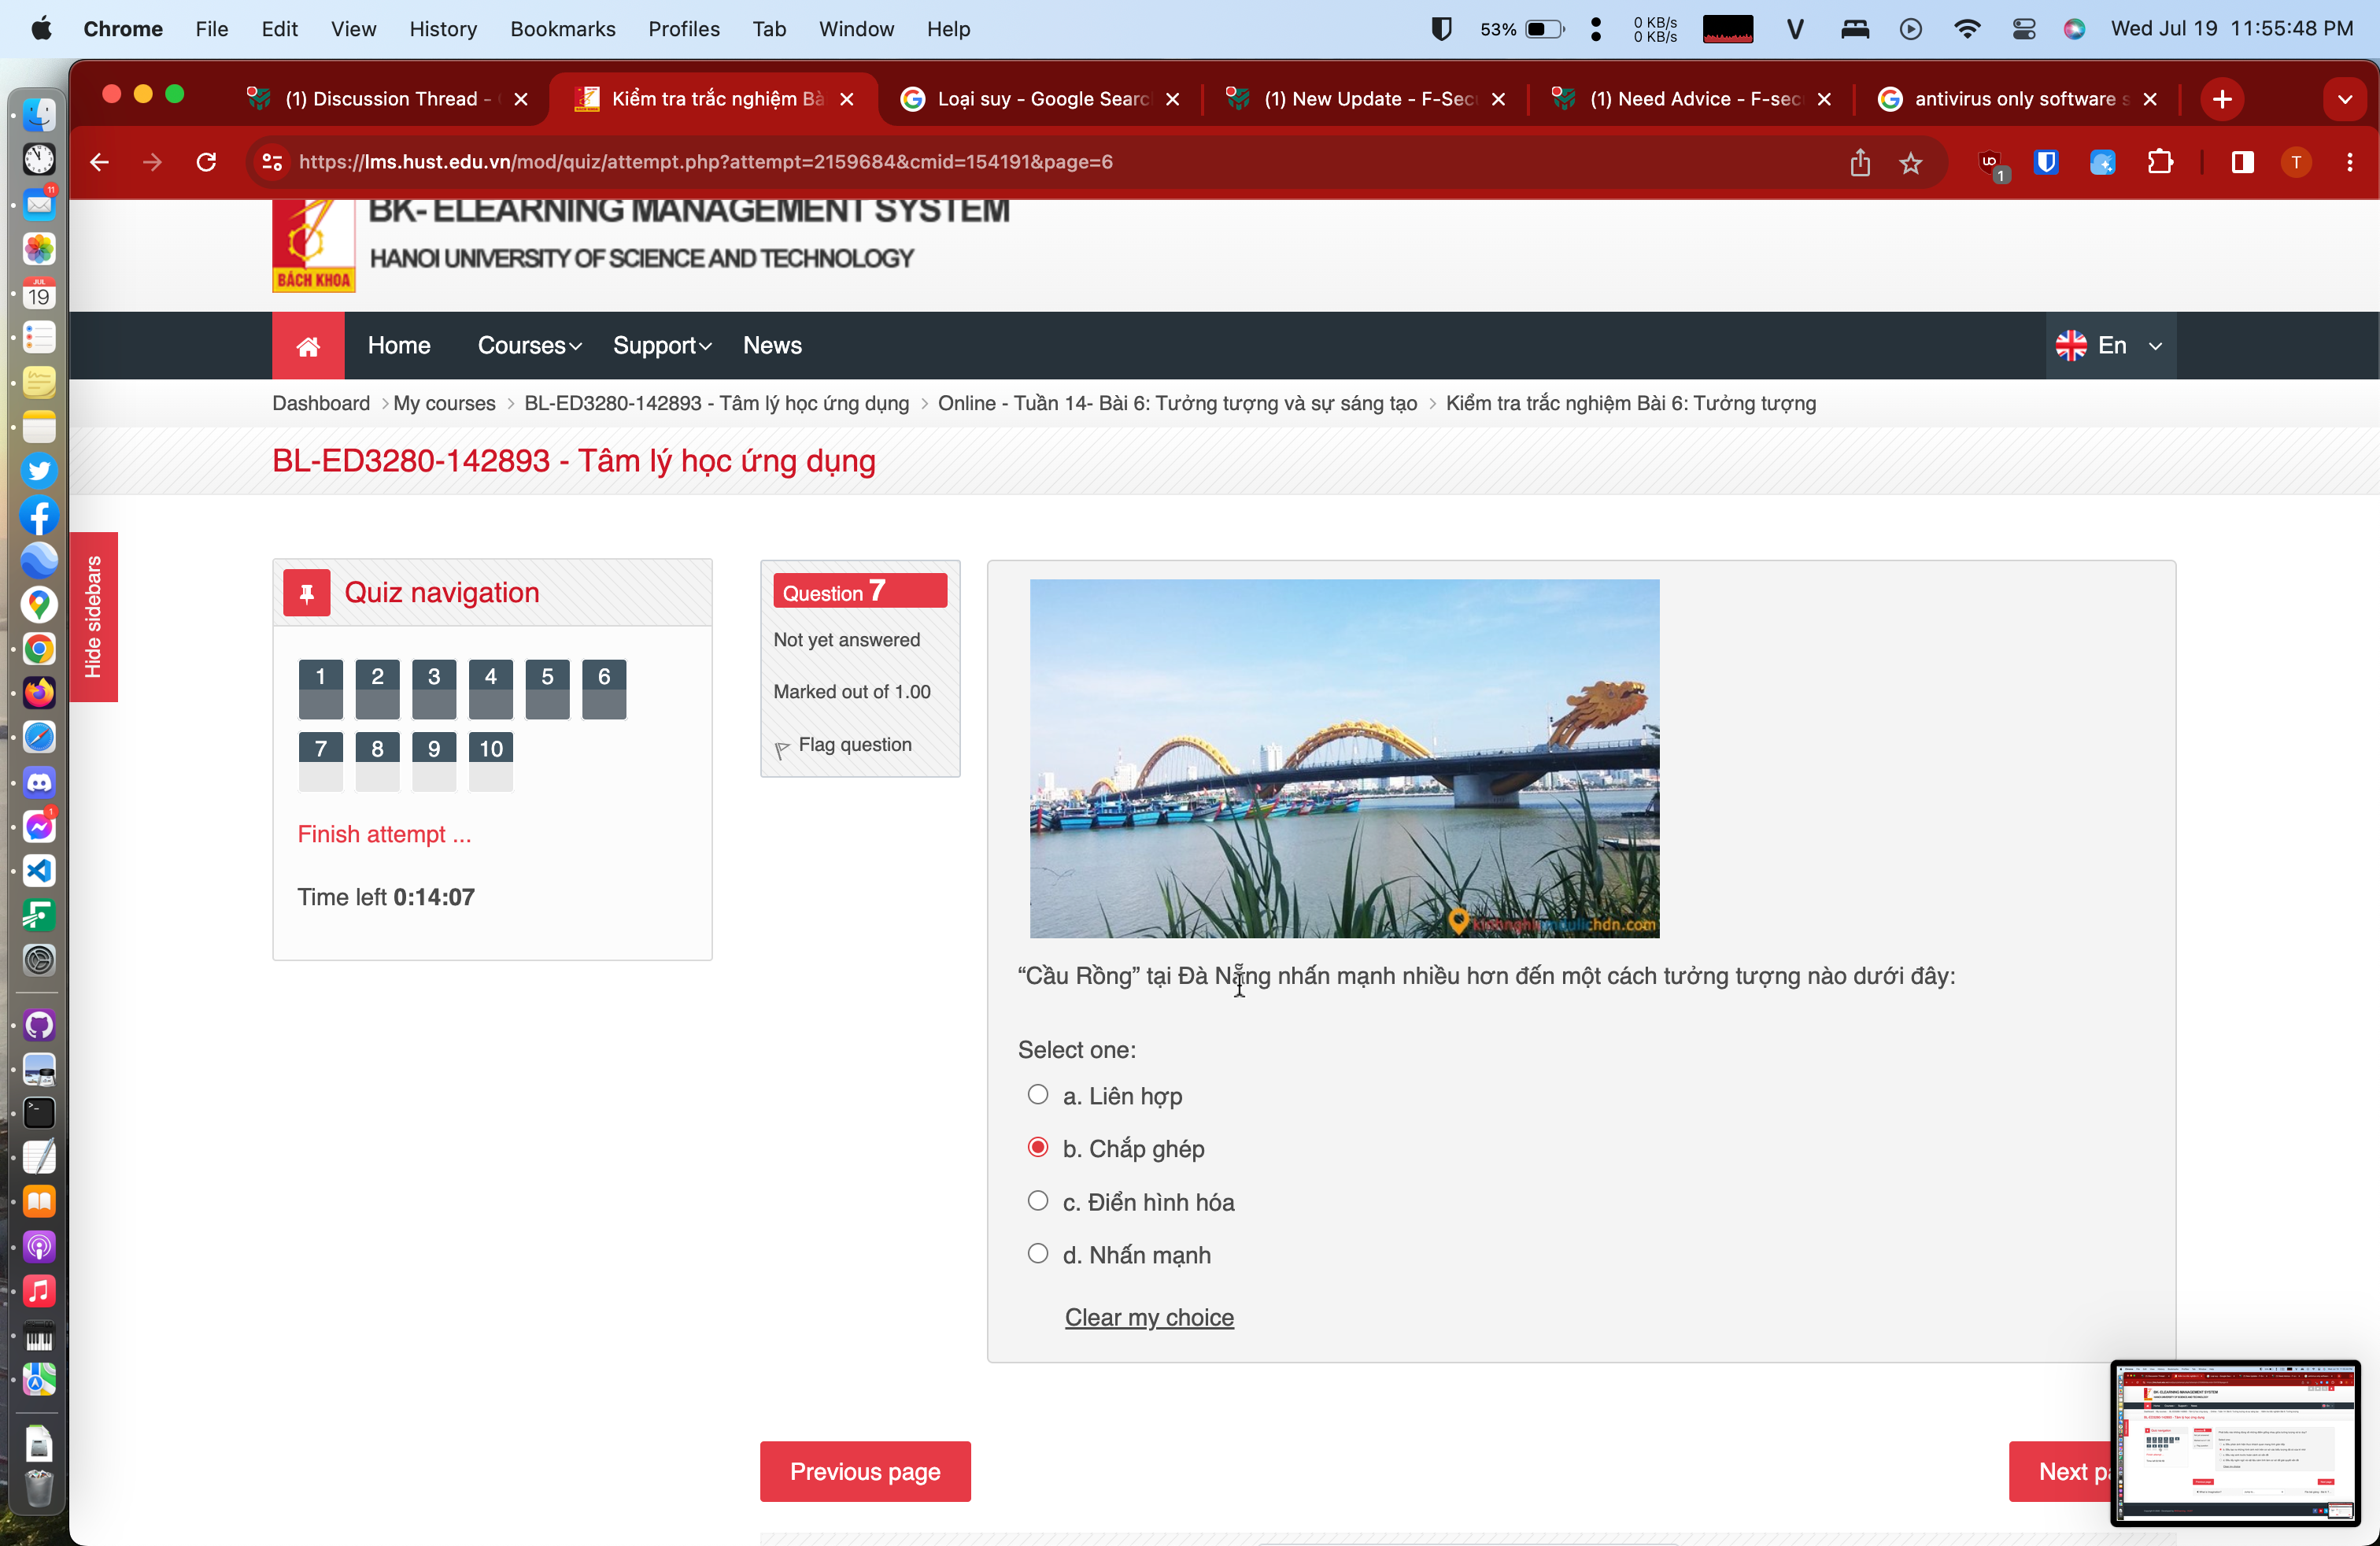 Chrome File Edit View History Bookmarks Profiles Tab Window Help
53% 0 KB/s 0 KB/s Wed Jul 19 11:55:48 PM
(1) Discussion Thread -
Kiểm tra trắc nghiệm Bà
Loại suy - Google Searc
(1) New Update - F-Sec
(1) Need Advice - F-sec
antivirus only software s
https://lms.hust.edu.vn/mod/quiz/attempt.php?attempt=2159684&cmid=154191&page=6
1
T
11
JUL
19
1
BK- ELEARNING MANAGEMENT SYSTEM
HANOI UNIVERSITY OF SCIENCE AND TECHNOLOGY
BÁCH KHOA
Home Courses Support News
En
Dashboard > My courses > BL-ED3280-142893 - Tâm lý học ứng dụng > Online - Tuần 14- Bài 6: Tưởng tượng và sự sáng tạo > Kiểm tra trắc nghiệm Bài 6: Tưởng tượng
BL-ED3280-142893 - Tâm lý học ứng dụng
Hide sidebars
Quiz navigation
1 2 3 4 5 6
7 8 9 10
Finish attempt ...
Time left 0:14:07
Question 7
Not yet answered
Marked out of 1.00
Flag question
“Cầu Rồng” tại Đà Nẵng nhấn mạnh nhiều hơn đến một cách tưởng tượng nào dưới đây:
Select one:
a. Liên hợp
b. Chắp ghép
c. Điển hình hóa
d. Nhấn mạnh
Clear my choice
Previous page
Next pa